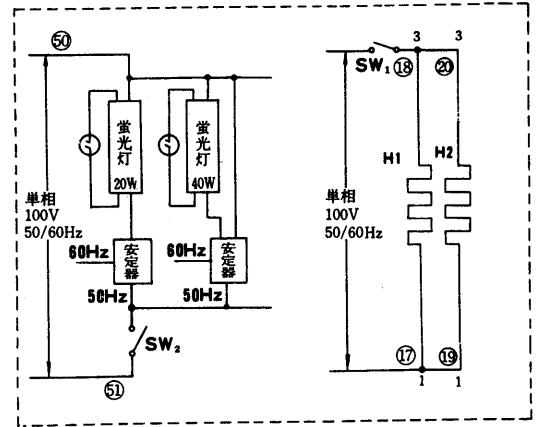 ㊿
蛍光灯
20W
蛍光灯
40W
単相
100V
50/60Hz
60Hz
安定器
50Hz
60Hz
安定器
50Hz
SW₂
51
3
3
SW₁
⑱
⑳
H1
H2
単相
100V
50/60Hz
⑰
⑲
1
1